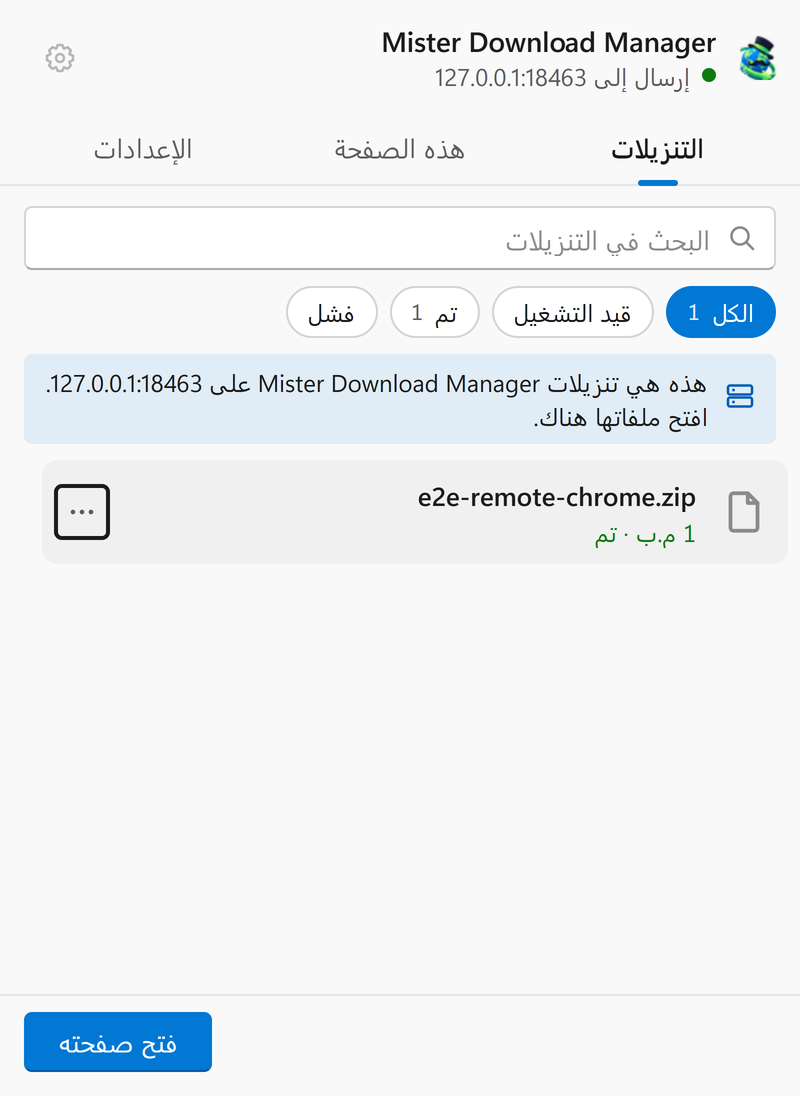 Mister Download Manager
إرسال إلى 127.0.0.1:18463
التنزيلات
هذه الصفحة
الإعدادات
البحث في التنزيلات
الكل 1
قيد التشغيل
تم 1
فشل
هذه هي تنزيلات Mister Download Manager على 127.0.0.1:18463.
افتح ملفاتها هناك.
e2e-remote-chrome.zip
1 م.ب · تم
فتح صفحته